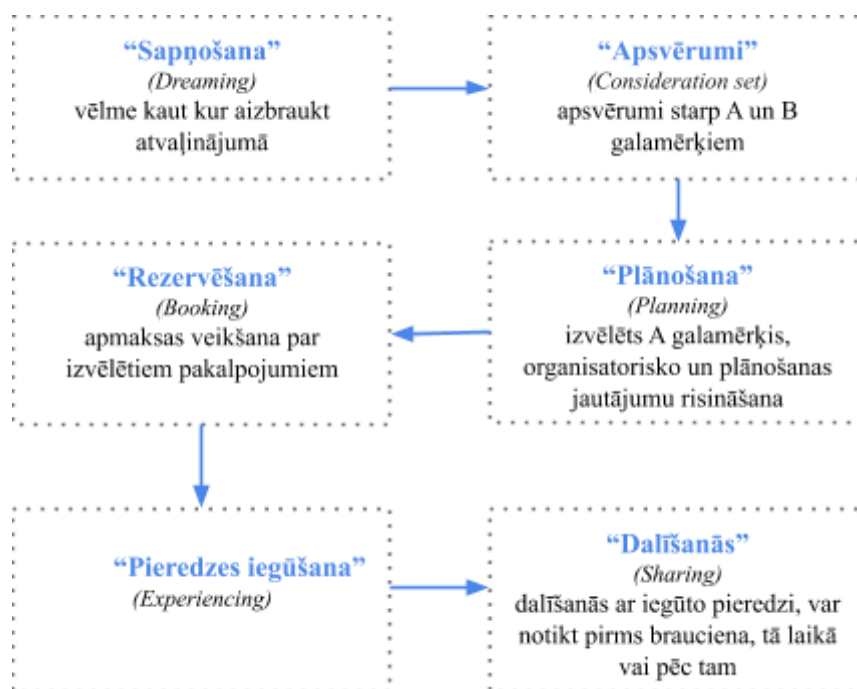 “Sapņošana”
(Dreaming)
vēlme kaut kur aizbraukt
atvaļinājumā
“Apsvērumi”
(Consideration set)
apsvērumi starp A un B
galamērķiem
“Plānošana”
(Planning)
izvēlēts A galamērķis,
organisatorisko un plānošanas
jautājumu risināšana
“Rezervēšana”
(Booking)
apmaksas veikšana par
izvēlētiem pakalpojumiem
“Pieredzes iegūšana”
(Experiencing)
“Dalīšanās”
(Sharing)
dalīšanās ar iegūto pieredzi, var
notikt pirms brauciena, tā laikā
vai pēc tam